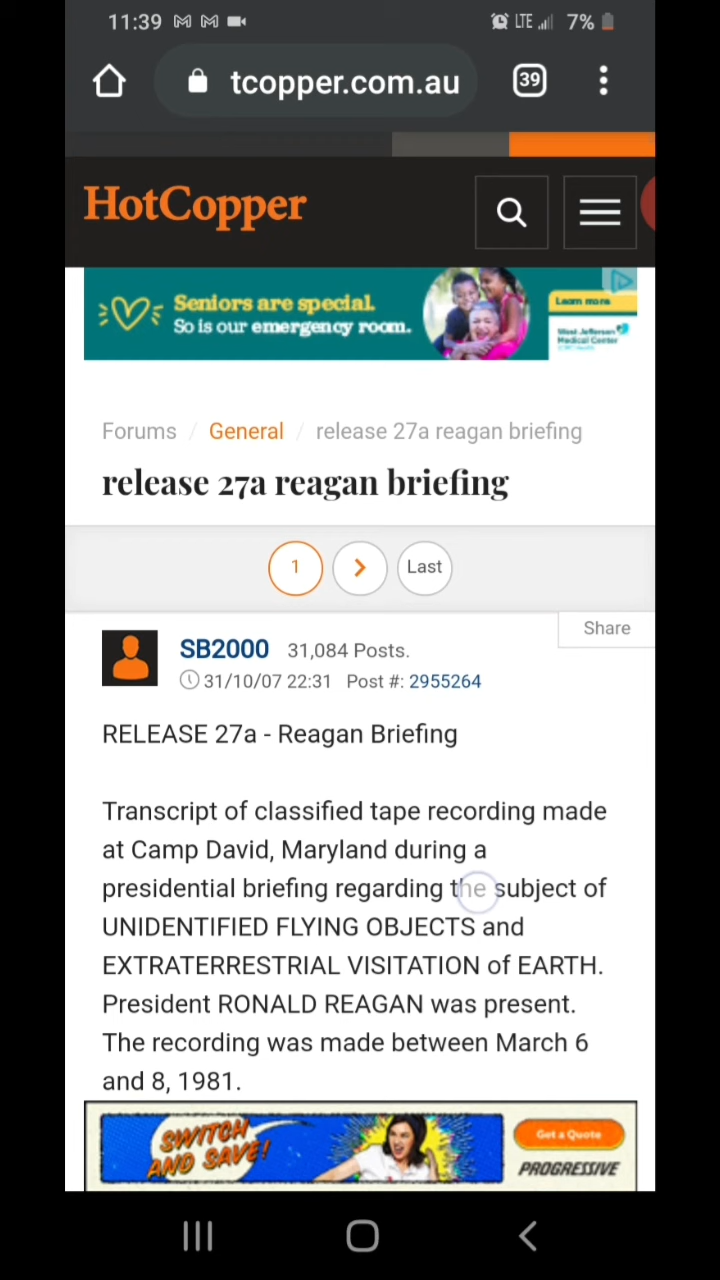 11:39 LTE 7%
tcopper.com.au 39
HotCopper
Seniors are special.
So is our emergency room.
Learn more
West Jefferson
Medical Center
Forums / General / release 27a reagan briefing
release 27a reagan briefing
1 Last
Share
SB2000 31,084 Posts.
31/10/07 22:31 Post #: 2955264
RELEASE 27a - Reagan Briefing
Transcript of classified tape recording made
at Camp David, Maryland during a
presidential briefing regarding the subject of
UNIDENTIFIED FLYING OBJECTS and
EXTRATERRESTRIAL VISITATION of EARTH.
President RONALD REAGAN was present.
The recording was made between March 6
and 8, 1981.
SWITCH
AND SAVE!
Get a Quote
PROGRESSIVE